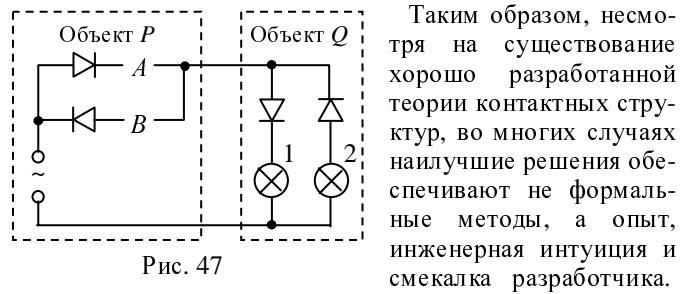 Объект P
Объект Q
A
B
1
2
~
Рис. 47
Таким образом, несмо-
тря на существование
хорошо разработанной
теории контактных стру-
ктур, во многих случаях
наилучшие решения обе-
спечивают не формаль-
ные методы, а опыт,
инженерная интуиция и
смекалка разработчика.